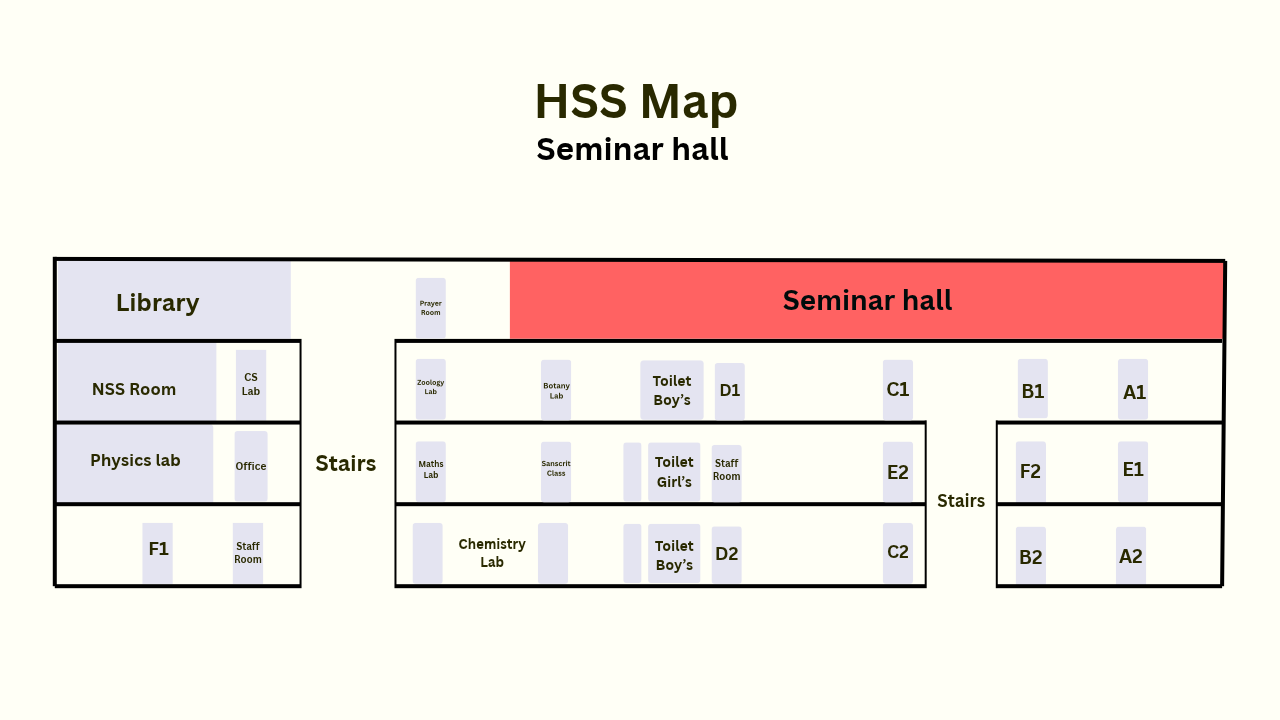 HSS Map
Seminar hall
Library
Prayer
Room
Seminar hall
NSS Room
CS
Lab
Zoology
Lab
Botany
Lab
Toilet
Boy’s
D1
C1
B1
A1
Physics lab
Office
Stairs
Maths
Lab
Sanscrit
Class
Toilet
Girl’s
Staff
Room
E2
Stairs
F2
E1
F1
Staff
Room
Chemistry
Lab
Toilet
Boy’s
D2
C2
B2
A2